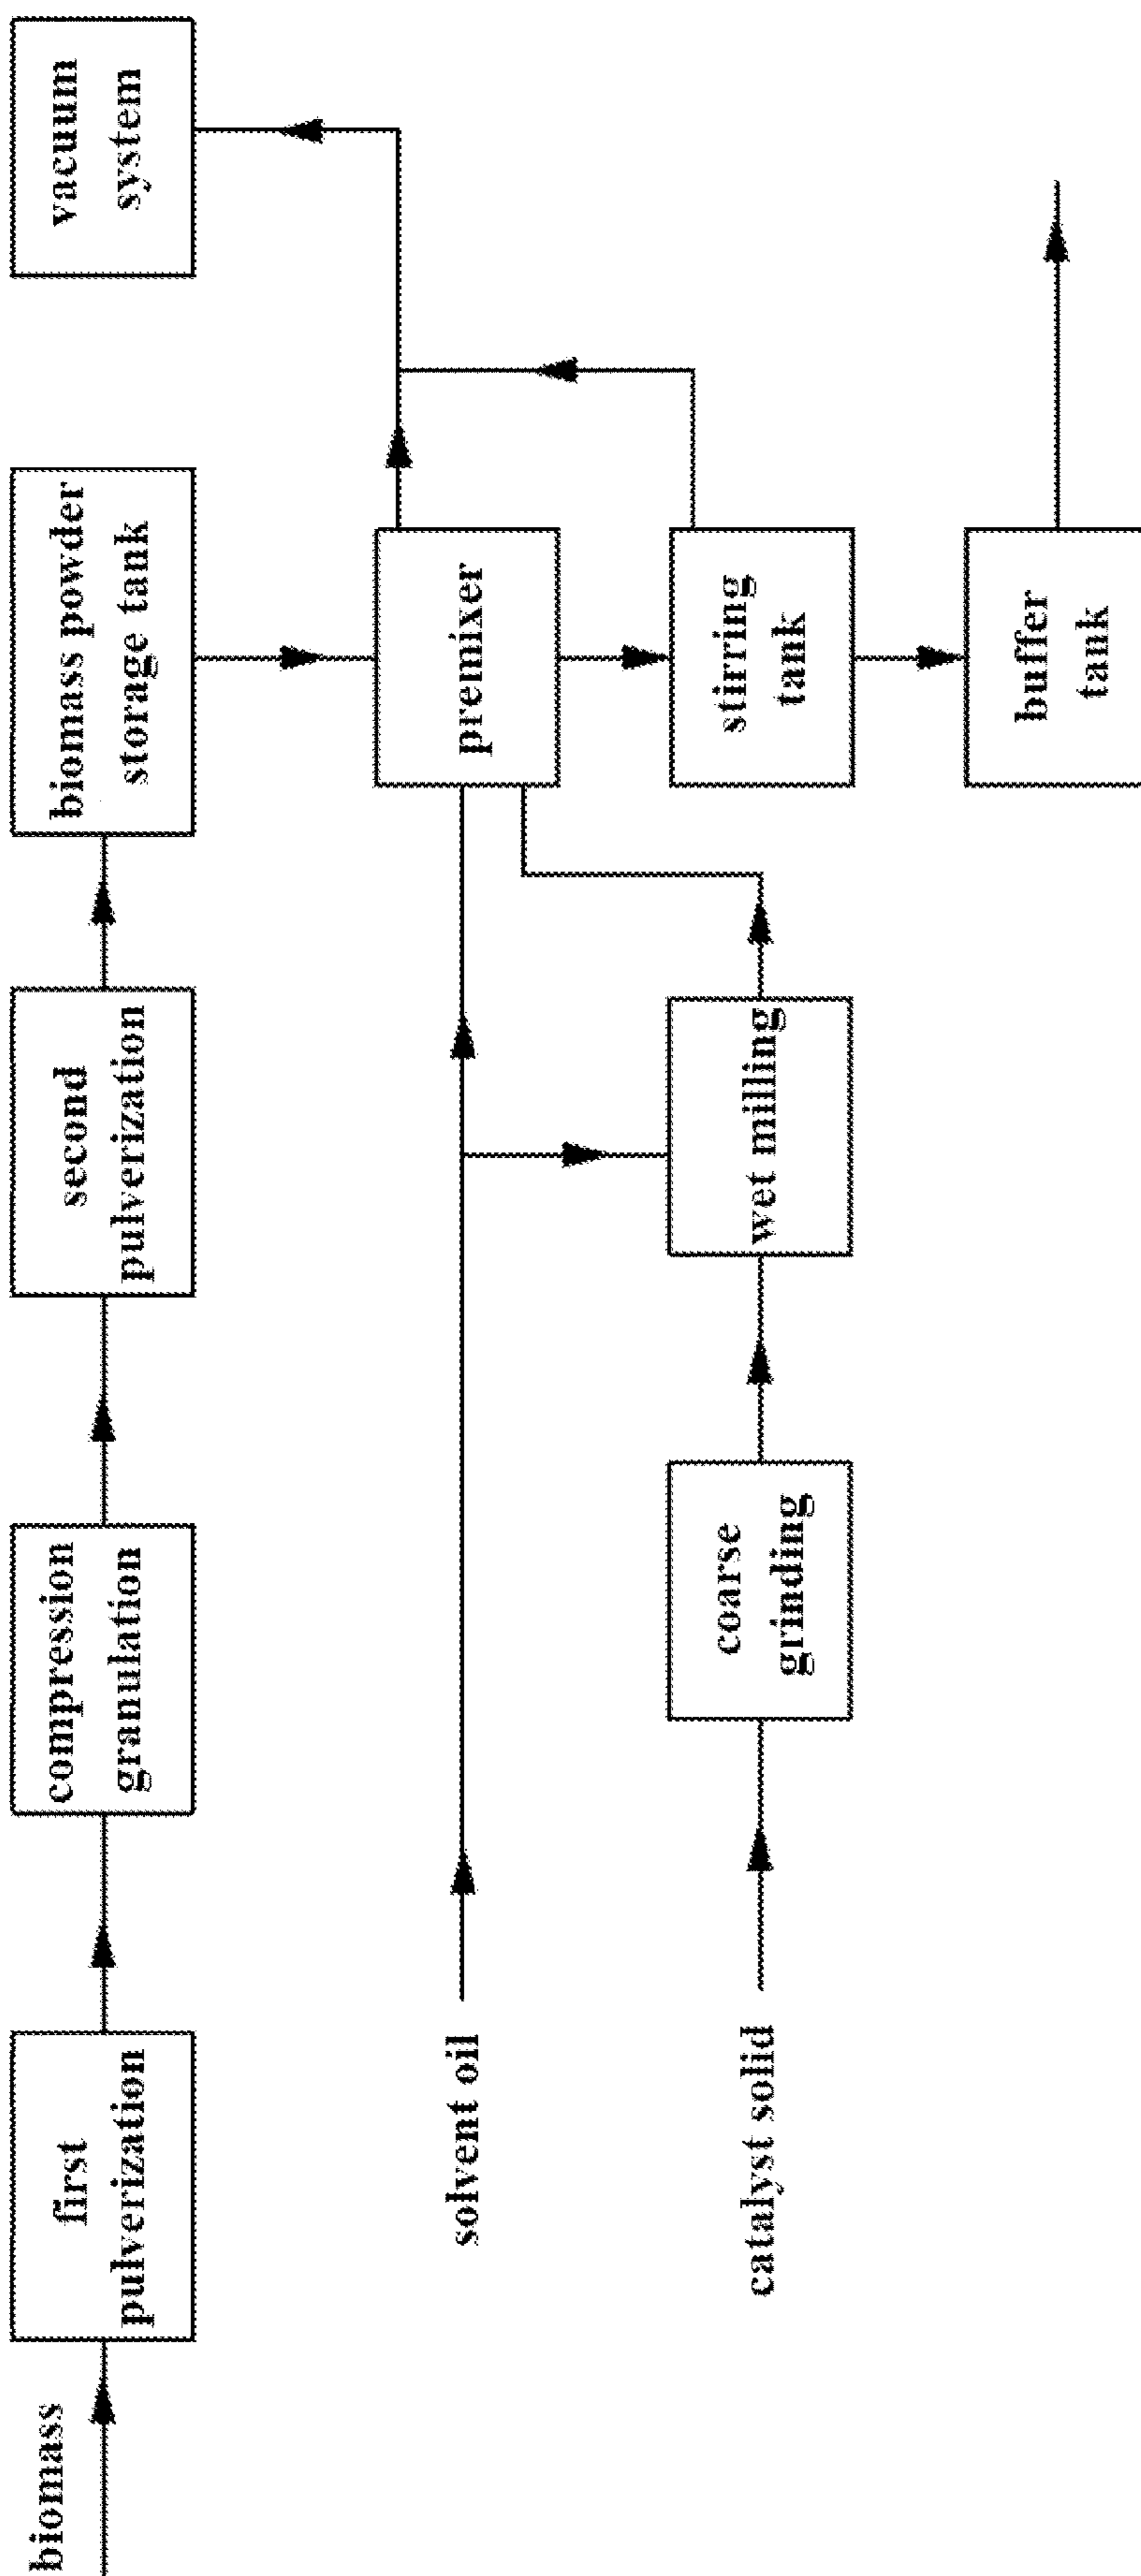 biomass
first
pulverization
compression
granulation
second
pulverization
biomass powder
storage tank
vacuum
system
solvent oil
premixer
catalyst solid
coarse
grinding
wet milling
stirring
tank
buffer
tank